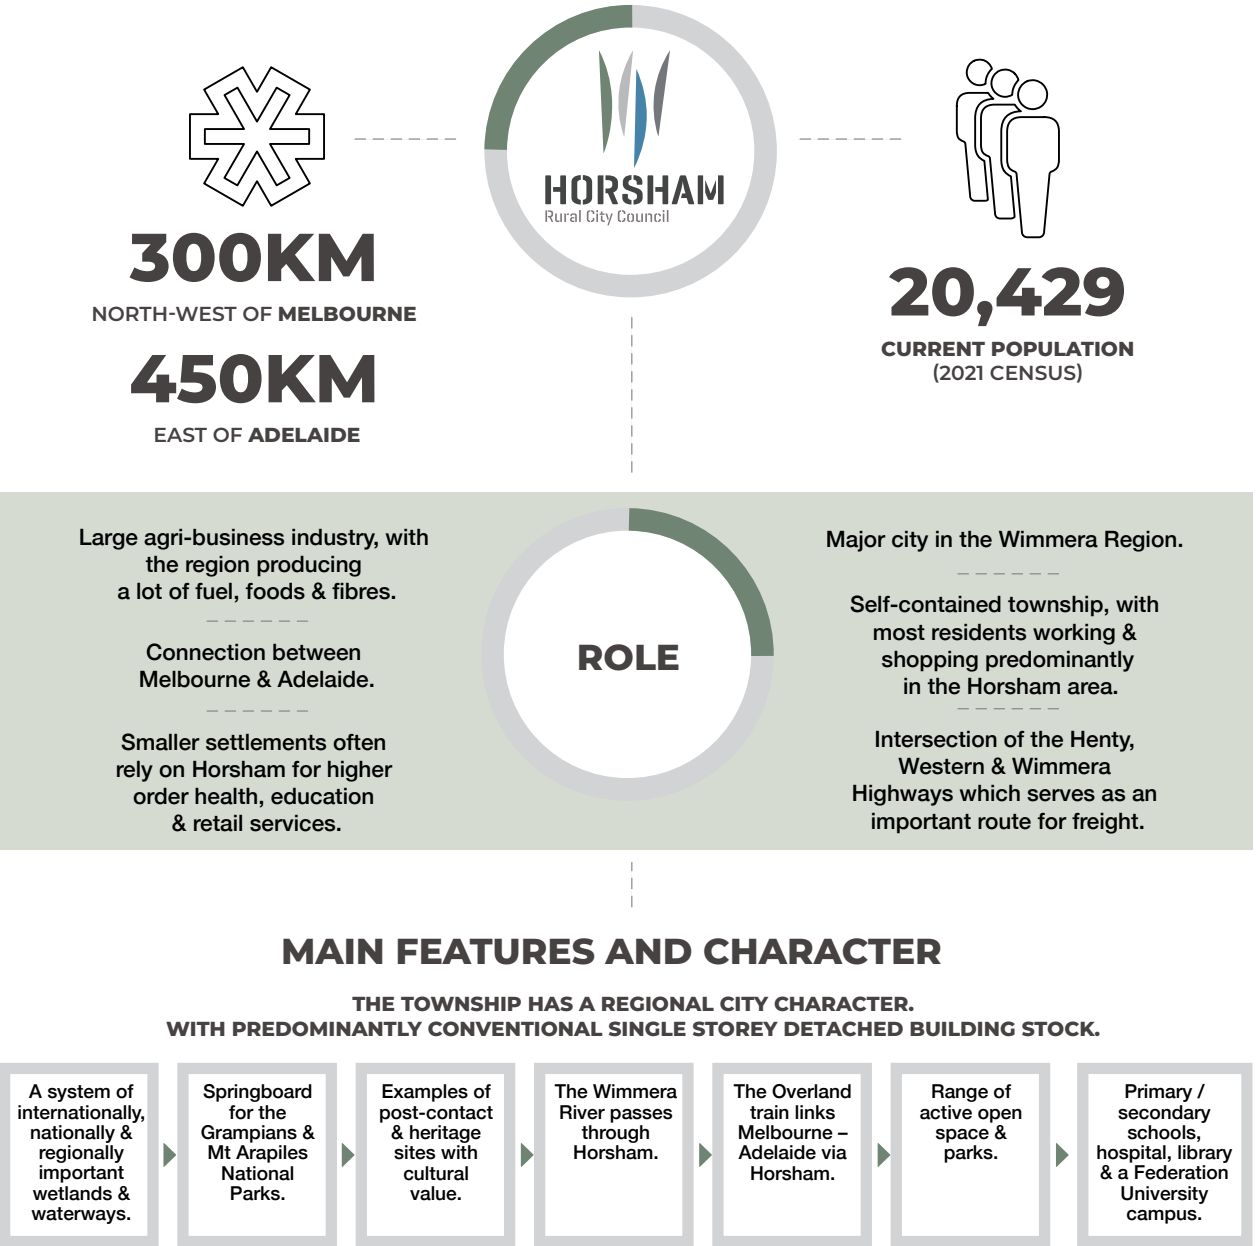 HORSHAM
Rural City Council
300KM
NORTH-WEST OF MELBOURNE
450KM
EAST OF ADELAIDE
20,429
CURRENT POPULATION
(2021 CENSUS)
Large agri-business industry, with
the region producing
a lot of fuel, foods & fibres.
Connection between
Melbourne & Adelaide.
Smaller settlements often
rely on Horsham for higher
order health, education
& retail services.
ROLE
Major city in the Wimmera Region.
Self-contained township, with
most residents working &
shopping predominantly
in the Horsham area.
Intersection of the Henty,
Western & Wimmera
Highways which serves as an
important route for freight.
MAIN FEATURES AND CHARACTER
THE TOWNSHIP HAS A REGIONAL CITY CHARACTER.
WITH PREDOMINANTLY CONVENTIONAL SINGLE STOREY DETACHED BUILDING STOCK.
A system of
internationally,
nationally &
regionally
important
wetlands &
waterways.
Springboard
for the
Grampians &
Mt Arapiles
National
Parks.
Examples of
post-contact
& heritage
sites with
cultural
value.
The Wimmera
River passes
through
Horsham.
The Overland
train links
Melbourne –
Adelaide via
Horsham.
Range of
active open
space &
parks.
Primary /
secondary
schools,
hospital, library
& a Federation
University
campus.